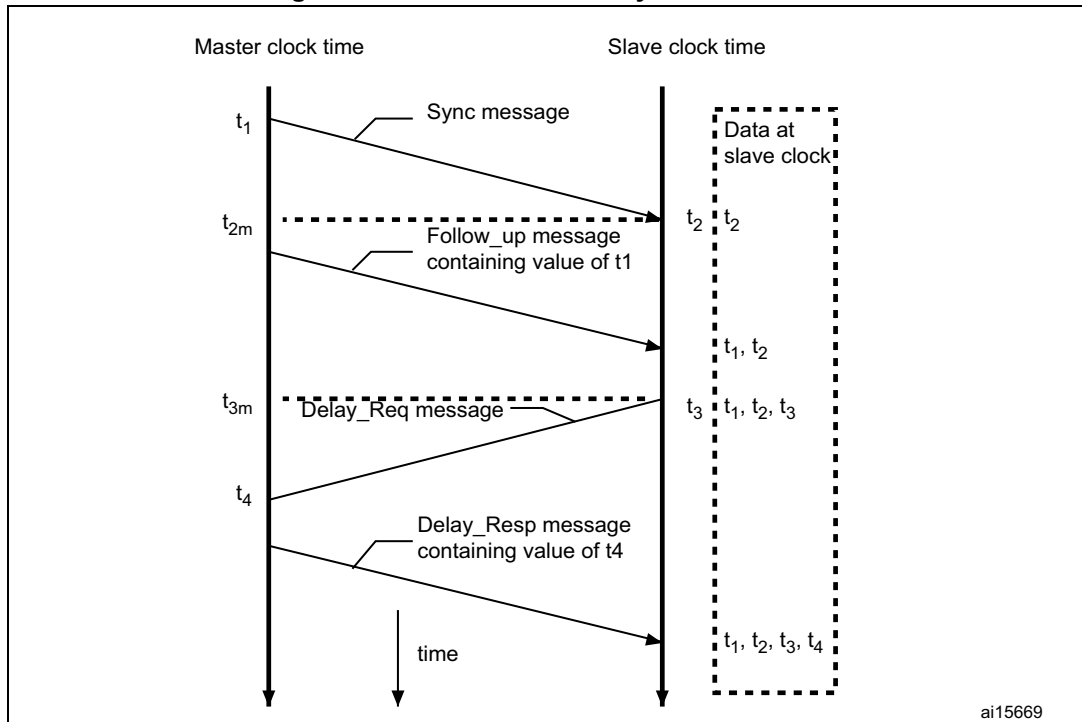 Master clock time
Slave clock time
t1
Sync message
Data at
slave clock
t2m
t2
t2
Follow_up message
containing value of t1
t1, t2
t3m
Delay_Req message
t3
t1, t2, t3
t4
Delay_Resp message
containing value of t4
t1, t2, t3, t4
time
ai15669